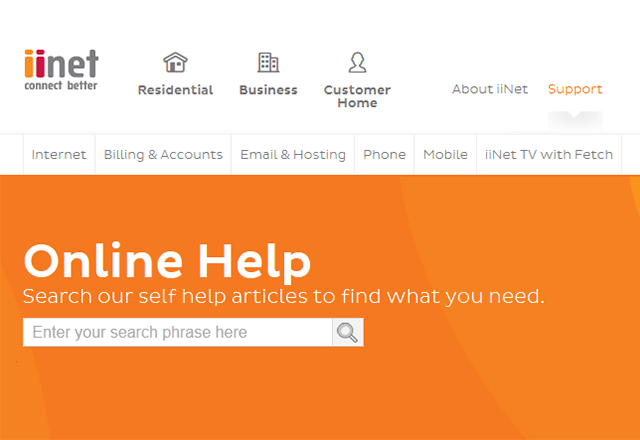 iinet
connect better
Residential
Business
Customer
Home
About iiNet
Support
Internet
Billing & Accounts
Email & Hosting
Phone
Mobile
iiNet TV with Fetch
Online Help
Search our self help articles to find what you need.
Enter your search phrase here